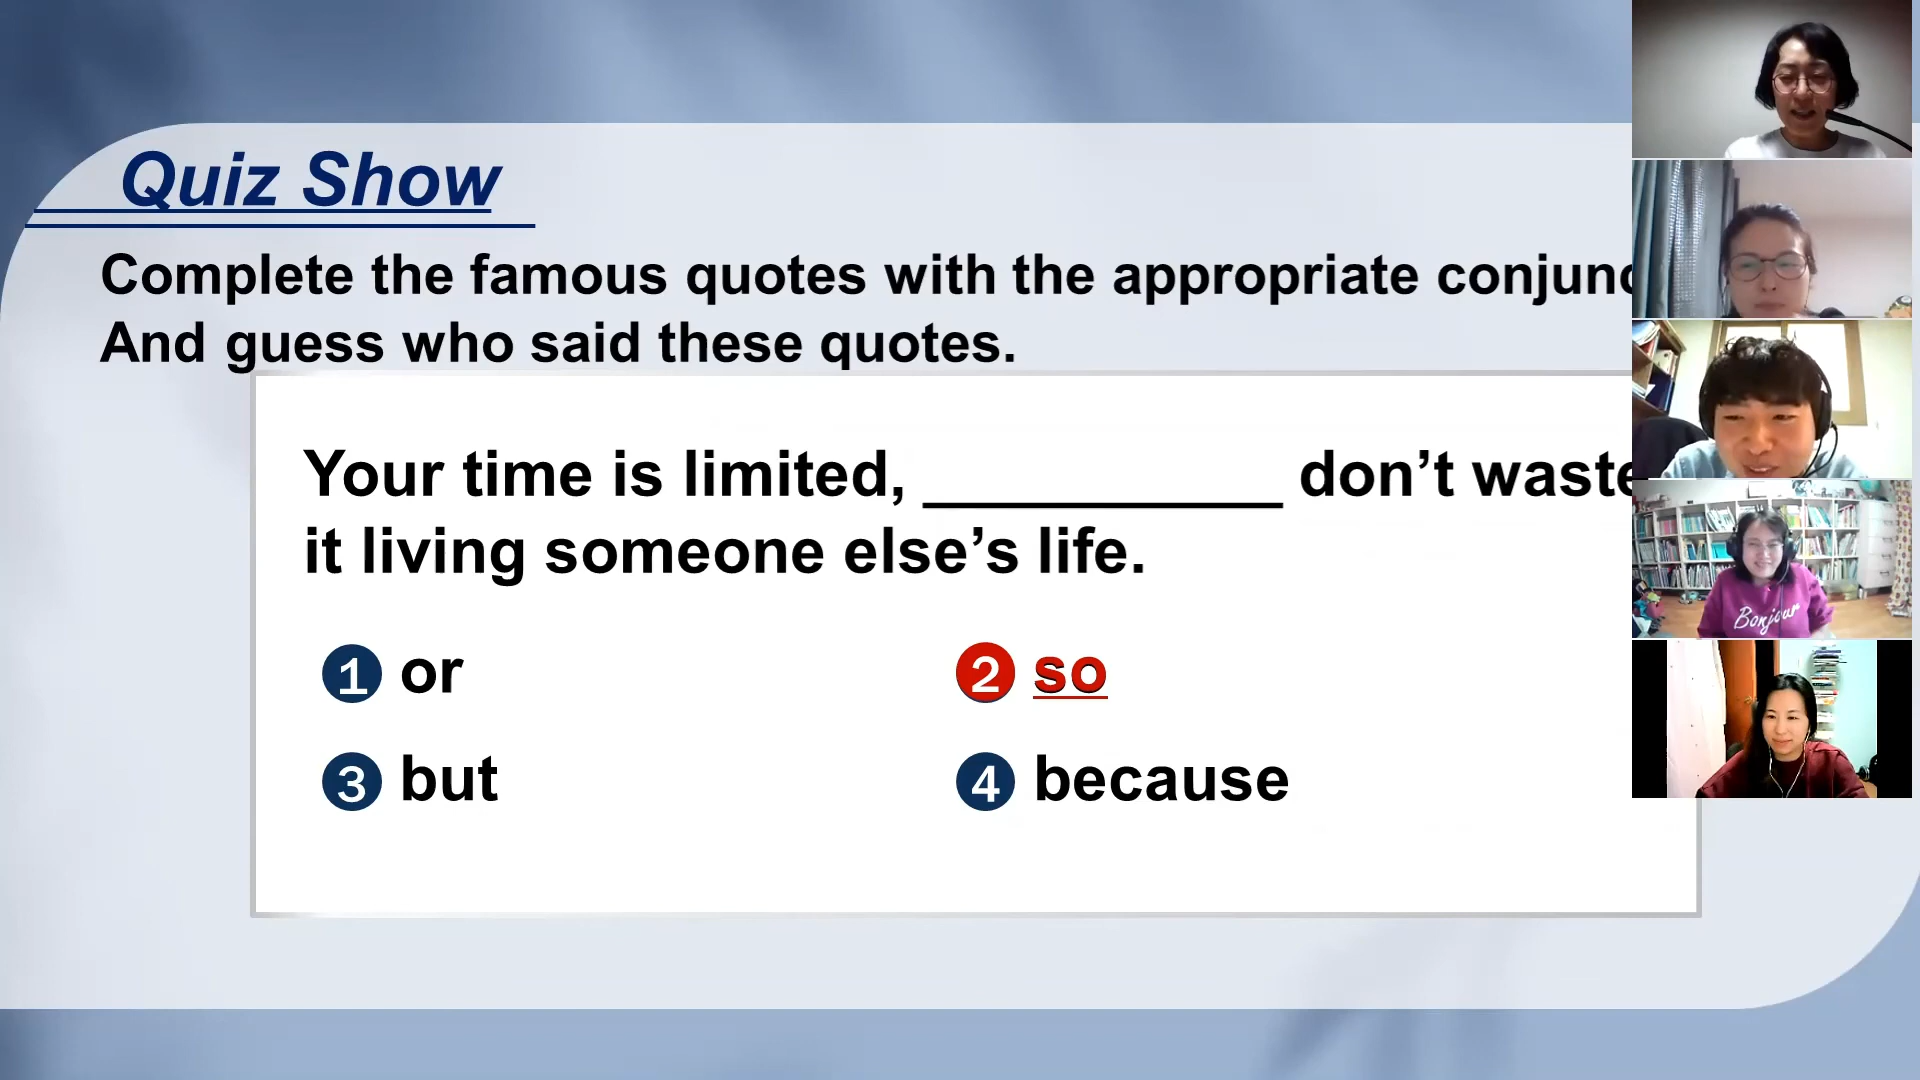 Quiz Show
Complete the famous quotes with the appropriate
And guess who said these quotes.
Your time is limited, __________ don’t waste
it living someone else’s life.
1 or
2 so
3 but
4 because
Bonjour